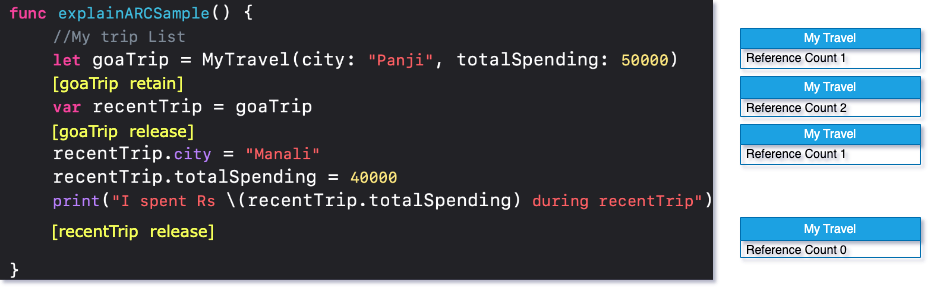 func explainARCSample() {
//My trip List
let goaTrip = MyTravel(city: "Panji", totalSpending: 50000)
[goaTrip retain]
var recentTrip = goaTrip
[goaTrip release]
recentTrip.city = "Manali"
recentTrip.totalSpending = 40000
print("I spent Rs \(recentTrip.totalSpending) during recentTrip")
[recentTrip release]
}
My Travel
Reference Count 1
My Travel
Reference Count 2
My Travel
Reference Count 1
My Travel
Reference Count 0